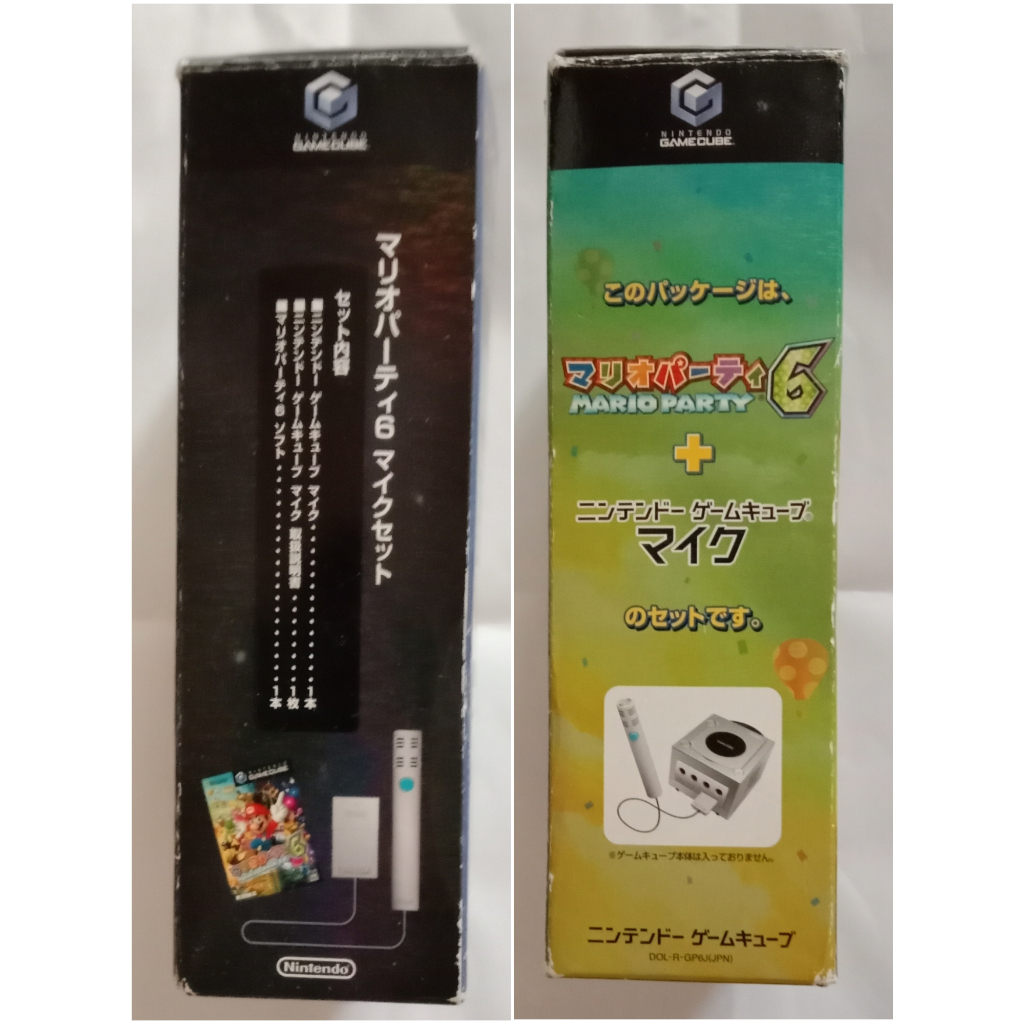 NINTENDO
GAMECUBE
マリオパーティ6 マイクセット
セット内容
■ニンテンドー ゲームキューブ マイク・・・・・・・・・・・・・・1本
■ニンテンドー ゲームキューブ マイク 取扱説明書・・・・・・・1枚
■マリオパーティ6 ソフト・・・・・・・・・・・・・・・・・・・1本
NINTENDO
GAMECUBE
6
Nintendo
NINTENDO
GAMECUBE
このパッケージは、
マリオパーティ6
MARIO PARTY
+
ニンテンドー ゲームキューブ®
マイク
のセットです。
※ゲームキューブ本体は入っておりません。
ニンテンドー ゲームキューブ
DOL-R-GP6J(JPN)